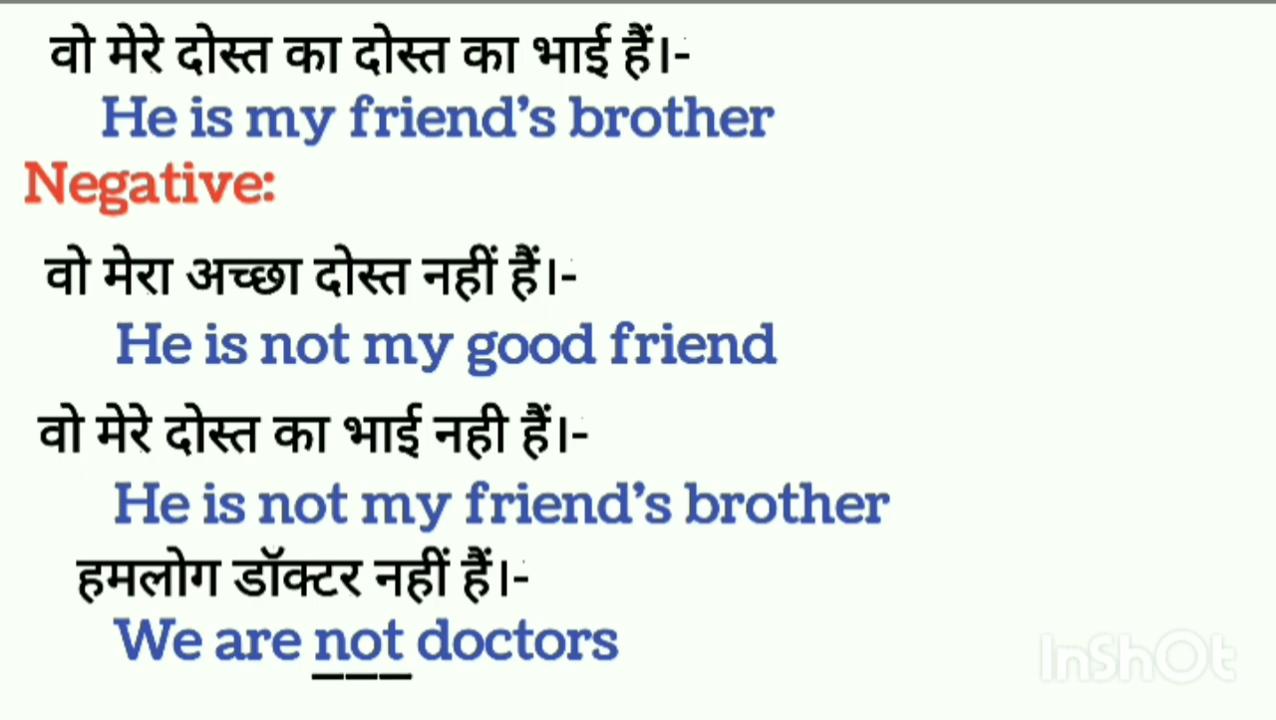 वो मेरे दोस्त का दोस्त का भाई हैं।-
He is my friend’s brother
Negative:
वो मेरा अच्छा दोस्त नहीं हैं।-
He is not my good friend
वो मेरे दोस्त का भाई नही हैं।-
He is not my friend’s brother
हमलोग डॉक्टर नहीं हैं।-
We are not doctors
InShOt